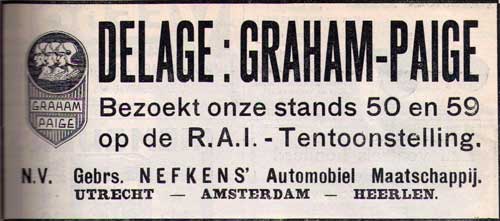 DELAGE : GRAHAM-PAIGE
GRAHAM
PAIGE
Bezoekt onze stands 50 en 59
op de R.A.I. - Tentoonstelling.
N.V. Gebrs. NEFKENS' Automobiel Maatschappij.
UTRECHT — AMSTERDAM — HEERLEN.